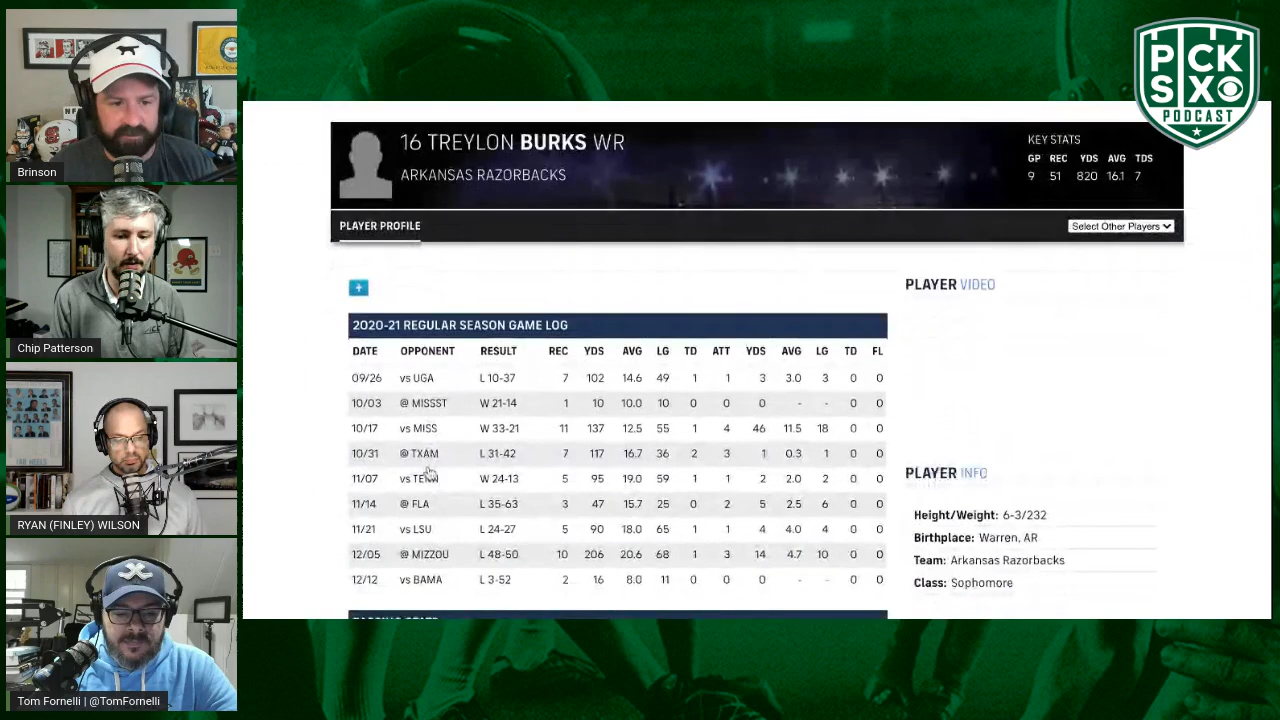 PICK
SIX
PODCAST
Brinson
Chip Patterson
RYAN (FINLEY) WILSON
Tom Fornelli | @TomFornelli
16 TREYLON BURKS WR
ARKANSAS RAZORBACKS
KEY STATS
GP REC YDS AVG TDS
9 51 820 16.1 7
PLAYER PROFILE
Select Other Players
PLAYER VIDEO
2020-21 REGULAR SEASON GAME LOG
DATE OPPONENT RESULT REC YDS AVG LG TD ATT YDS AVG LG TD FL
09/26 vs UGA L 10-37 7 102 14.6 49 1 1 3 3.0 3 0 0
10/03 @ MISSST W 21-14 1 10 10.0 10 0 0 0 - - 0 0
10/17 vs MISS W 33-21 11 137 12.5 55 1 4 46 11.5 18 0 0
10/31 @ TXAM L 31-42 7 117 16.7 36 2 3 1 0.3 1 0 0
11/07 vs TENN W 24-13 5 95 19.0 59 1 1 2 2.0 2 0 0
11/14 @ FLA L 35-63 3 47 15.7 25 0 2 5 2.5 6 0 0
11/21 vs LSU L 24-27 5 90 18.0 65 1 1 4 4.0 4 0 0
12/05 @ MIZZOU L 48-50 10 206 20.6 68 1 3 14 4.7 10 0 0
12/12 vs BAMA L 3-52 2 16 8.0 11 0 0 0 - - 0 0
PLAYER INFO
Height/Weight: 6-3/232
Birthplace: Warren, AR
Team: Arkansas Razorbacks
Class: Sophomore